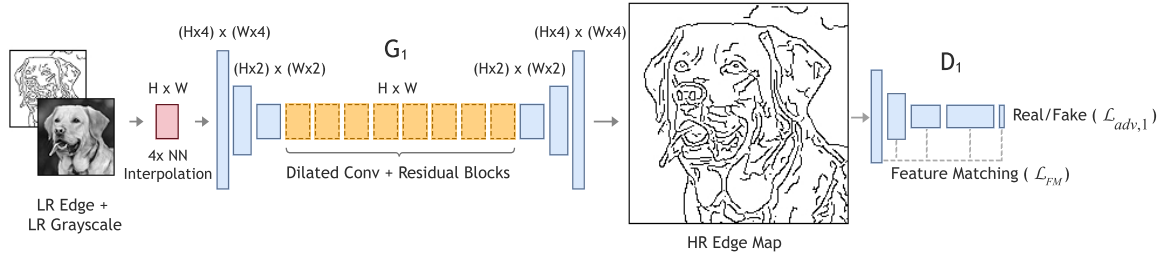 (Hx4) x (Wx4)
G₁
(Hx4) x (Wx4)
(Hx2) x (Wx2)
(Hx2) x (Wx2)
D₁
H x W
H x W
Real/Fake ( ℒadv,1)
4x NN
Interpolation
Dilated Conv + Residual Blocks
Feature Matching ( ℒFM)
LR Edge +
LR Grayscale
HR Edge Map